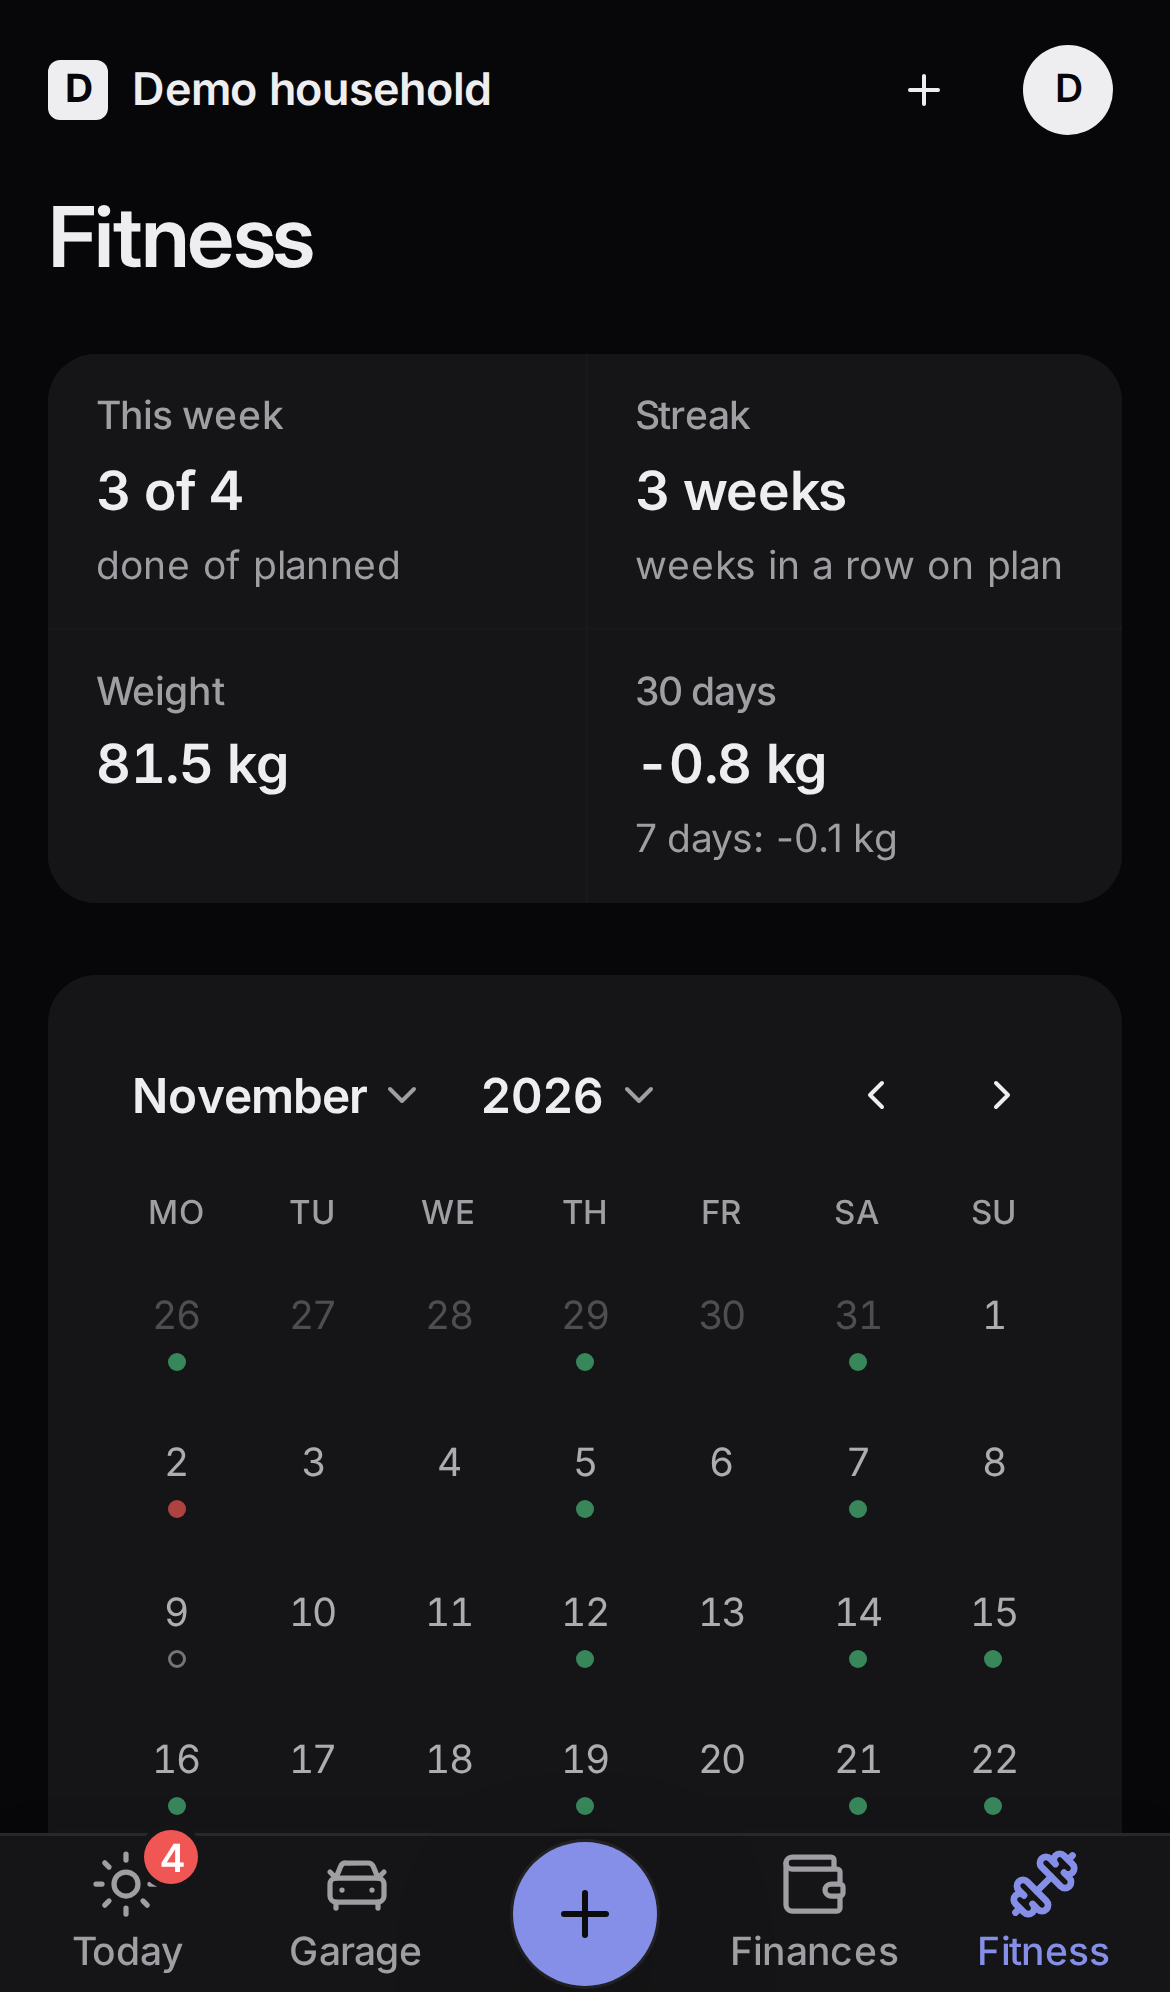 D Demo household D
Fitness
This week
3 of 4
done of planned
Streak
3 weeks
weeks in a row on plan
Weight
81.5 kg
30 days
-0.8 kg
7 days: -0.1 kg
November 2026
MO TU WE TH FR SA SU
26 27 28 29 30 31 1
2 3 4 5 6 7 8
9 10 11 12 13 14 15
16 17 18 19 20 21 22
4
Today Garage Finances Fitness